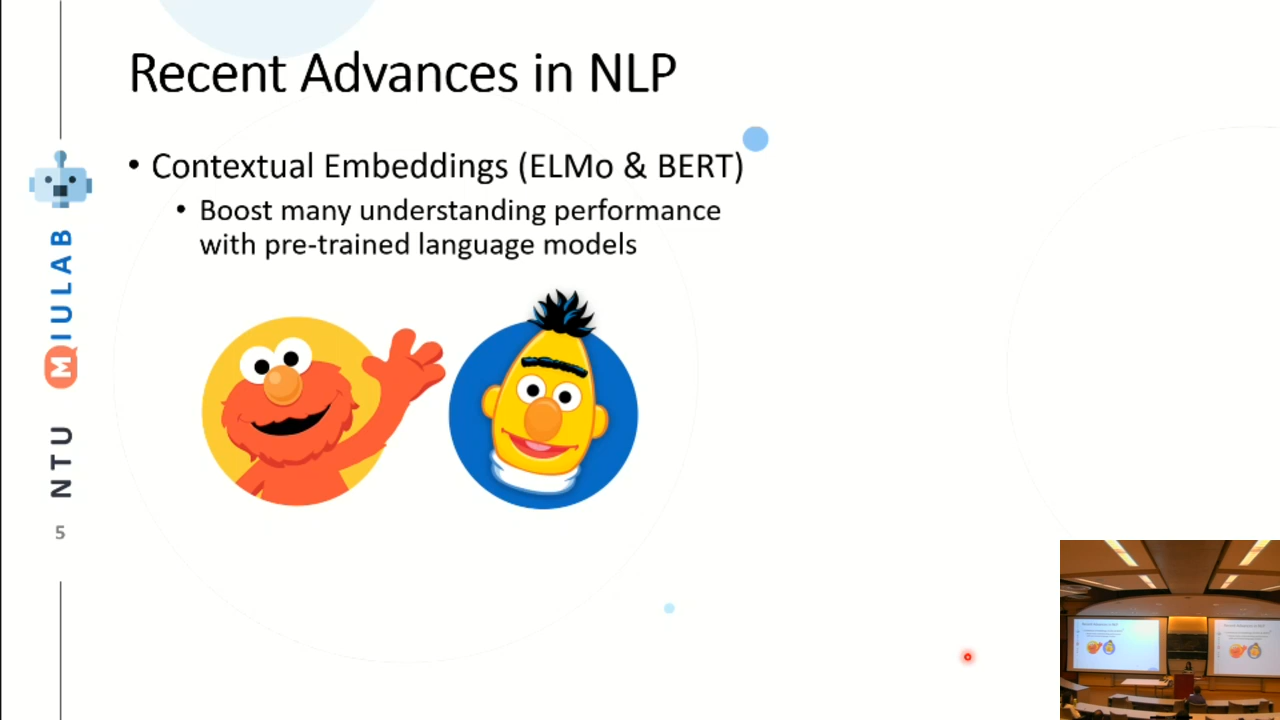 Recent Advances in NLP
• Contextual Embeddings (ELMo & BERT)
• Boost many understanding performance
with pre-trained language models
NTU MIULAB
5